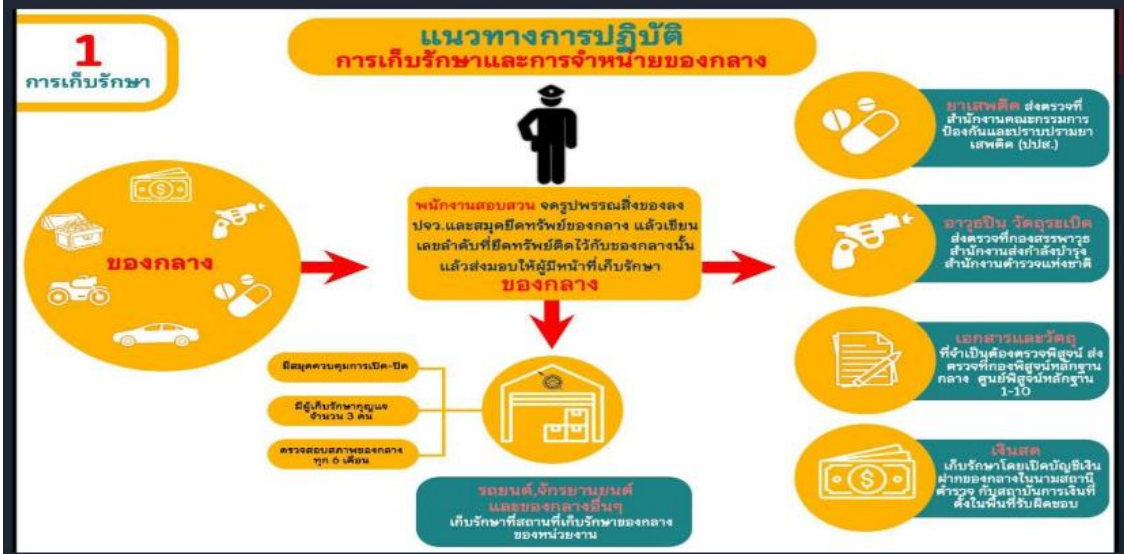 1
การเก็บรักษา
แนวทางการปฏิบัติ
การเก็บรักษาและการจำหน่ายของกลาง
ของกลาง
พนักงานสอบสวน จดรูปพรรณสิ่งของลง
ปจว.และสมุดยึดทรัพย์ของกลาง แล้วเขียน
เลขลำดับที่ยึดทรัพย์ติดไว้กับของกลางนั้น
แล้วส่งมอบให้ผู้มีหน้าที่เก็บรักษา
ของกลาง
มีสมุดควบคุมการเปิด-ปิด
มีผู้เก็บรักษากุญแจ
จำนวน 3 คน
ตรวจสอบสภาพของกลาง
ทุก 6 เดือน
รถยนต์,จักรยานยนต์
และของกลางอื่นๆ
เก็บรักษาที่สถานที่เก็บรักษาของกลาง
ของหน่วยงาน
ยาเสพติด ส่งตรวจที่
สำนักงานคณะกรรมการ
ป้องกันและปราบปรามยา
เสพติด (ปปส.)
อาวุธปืน วัตถุระเบิด
ส่งตรวจที่กองสรรพาวุธ
สำนักงานส่งกำลังบำรุง
สำนักงานตำรวจแห่งชาติ
เอกสารและวัตถุ
ที่จำเป็นต้องตรวจพิสูจน์ ส่ง
ตรวจที่กองพิสูจน์หลักฐาน
กลาง ศูนย์พิสูจน์หลักฐาน
1-10
เงินสด
เก็บรักษาโดยเปิดบัญชีเงิน
ฝากของกลางในนามสถานี
ตำรวจ กับสถาบันการเงินที่
ตั้งในพื้นที่รับผิดชอบ